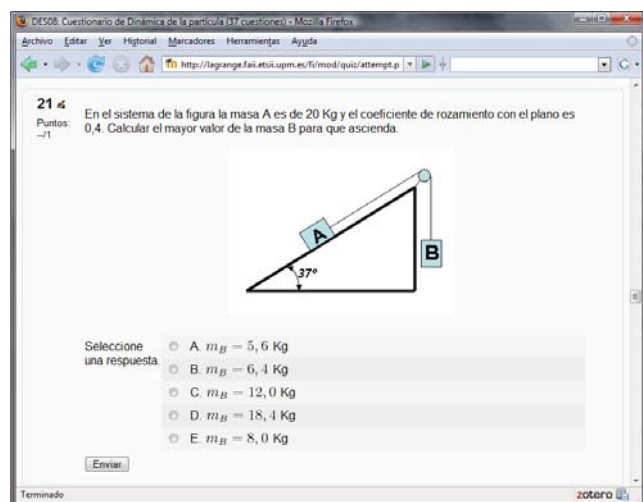 DES08: Cuestionario de Dinámica de la partícula (37 cuestiones) - Mozilla Firefox
Archivo Editar Ver Historial Marcadores Herramientas Ayuda
http://lagrange.faii.etsii.upm.es/fi/mod/quiz/attempt.p
21
Puntos:
--/1
En el sistema de la figura la masa A es de 20 Kg y el coeficiente de rozamiento con el plano es
0,4. Calcular el mayor valor de la masa B para que ascienda.
A
B
37º
Seleccione
una respuesta.
A. m_B = 5, 6 Kg
B. m_B = 6, 4 Kg
C. m_B = 12, 0 Kg
D. m_B = 18, 4 Kg
E. m_B = 8, 0 Kg
Enviar
Terminado
zotero